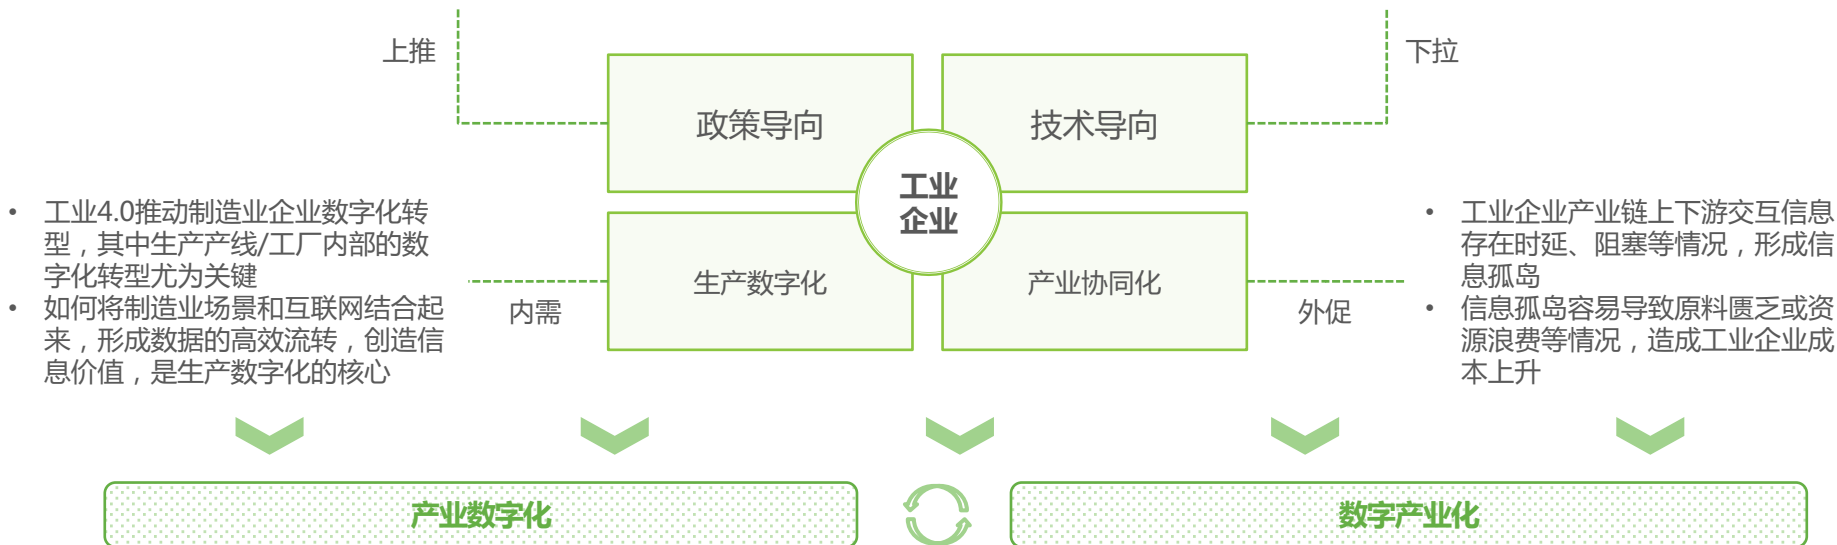 上推
下拉
政策导向
技术导向
工业
企业
• 工业4.0推动制造业企业数字化转
型，其中生产产线/工厂内部的数
字化转型尤为关键
• 如何将制造业场景和互联网结合起
来，形成数据的高效流转，创造信
息价值，是生产数字化的核心
内需
生产数字化
产业协同化
外促
• 工业企业产业链上下游交互信息
存在时延、阻塞等情况，形成信
息孤岛
• 信息孤岛容易导致原料匮乏或资
源浪费等情况，造成工业企业成
本上升
产业数字化
数字产业化